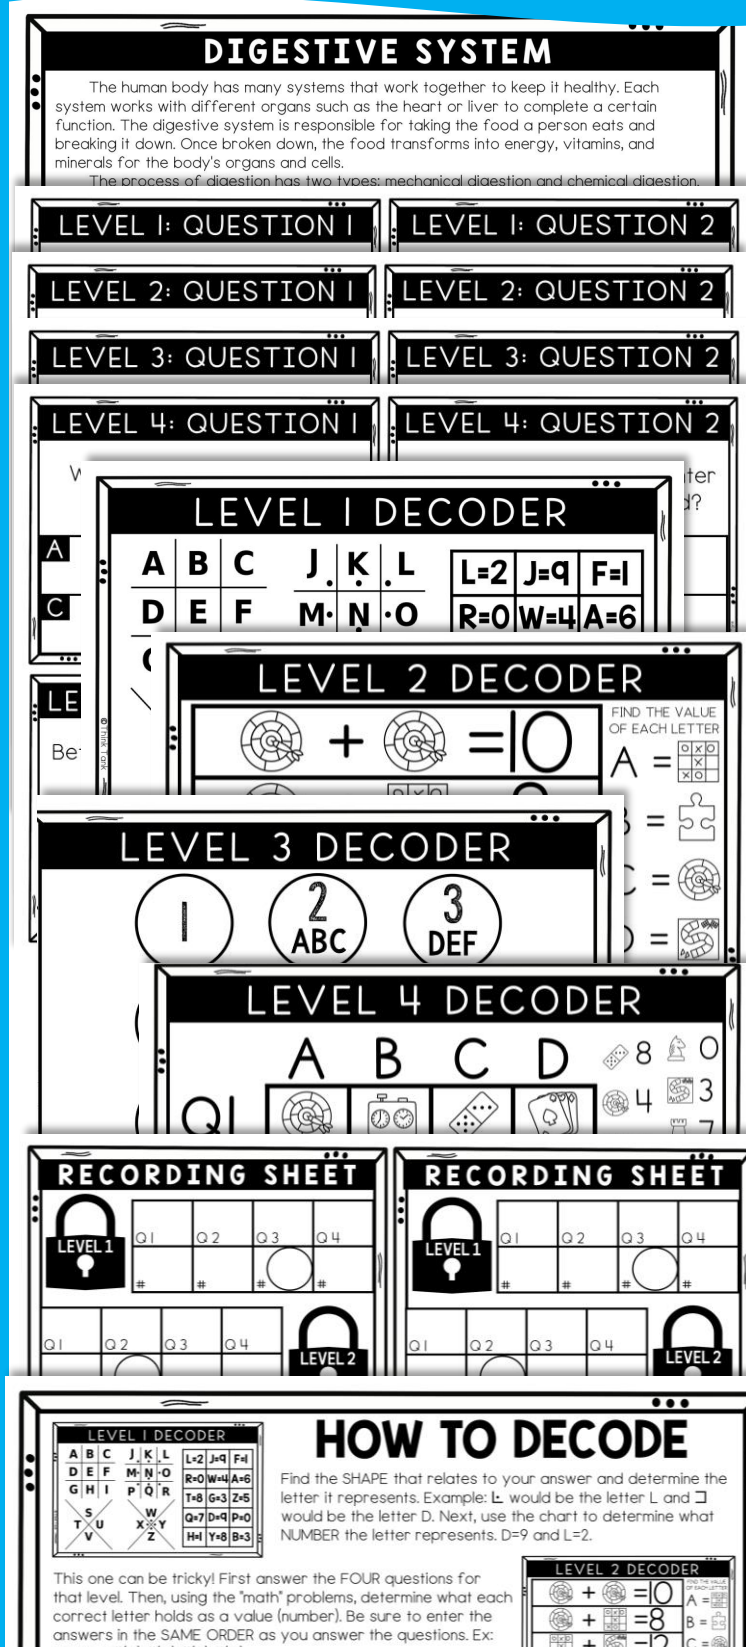 DIGESTIVE SYSTEM
The human body has many systems that work together to keep it healthy. Each
system works with different organs such as the heart or liver to complete a certain
function. The digestive system is responsible for taking the food a person eats and
breaking it down. Once broken down, the food transforms into energy, vitamins, and
minerals for the body's organs and cells.
The process of digestion has two types: mechanical digestion and chemical digestion.
LEVEL 1: QUESTION 1
LEVEL 1: QUESTION 2
LEVEL 2: QUESTION 1
LEVEL 2: QUESTION 2
LEVEL 3: QUESTION 1
LEVEL 3: QUESTION 2
LEVEL 4: QUESTION 1
LEVEL 4: QUESTION 2
A
C
LE
Be
LEVEL 1 DECODER
A B C
D E F
J K L
M N O
L=2 J=9 F=1
R=0 W=4 A=6
© Think Tank
LEVEL 2 DECODER
+ =10
FIND THE VALUE
OF EACH LETTER
A =
=
=
=
LEVEL 3 DECODER
1
2
ABC
3
DEF
LEVEL 4 DECODER
A B C D
Q1
8 0
4 3
7
RECORDING SHEET
LEVEL 1
Q1 Q2 Q3 Q4
# # # #
Q1 Q2 Q3 Q4
LEVEL 2
RECORDING SHEET
LEVEL 1
Q1 Q2 Q3 Q4
# # # #
Q1 Q2 Q3 Q4
LEVEL 2
HOW TO DECODE
LEVEL 1 DECODER
A B C
D E F
G H I
J K L
M N O
P Q R
S
T U
V
W
X Y
Z
L=2 J=9 F=1
R=0 W=4 A=6
T=8 G=3 Z=5
Q=7 D=9 P=0
H=1 Y=8 B=3
Find the SHAPE that relates to your answer and determine the
letter it represents. Example: would be the letter L and
would be the letter D. Next, use the chart to determine what
NUMBER the letter represents. D=9 and L=2.
This one can be tricky! First answer the FOUR questions for
that level. Then, using the "math" problems, determine what each
correct letter holds as a value (number). Be sure to enter the
answers in the SAME ORDER as you answer the questions. Ex:
LEVEL 2 DECODER
+ =10
+ =8
FIND THE VALUE
OF EACH LETTER
A =
B =
C =